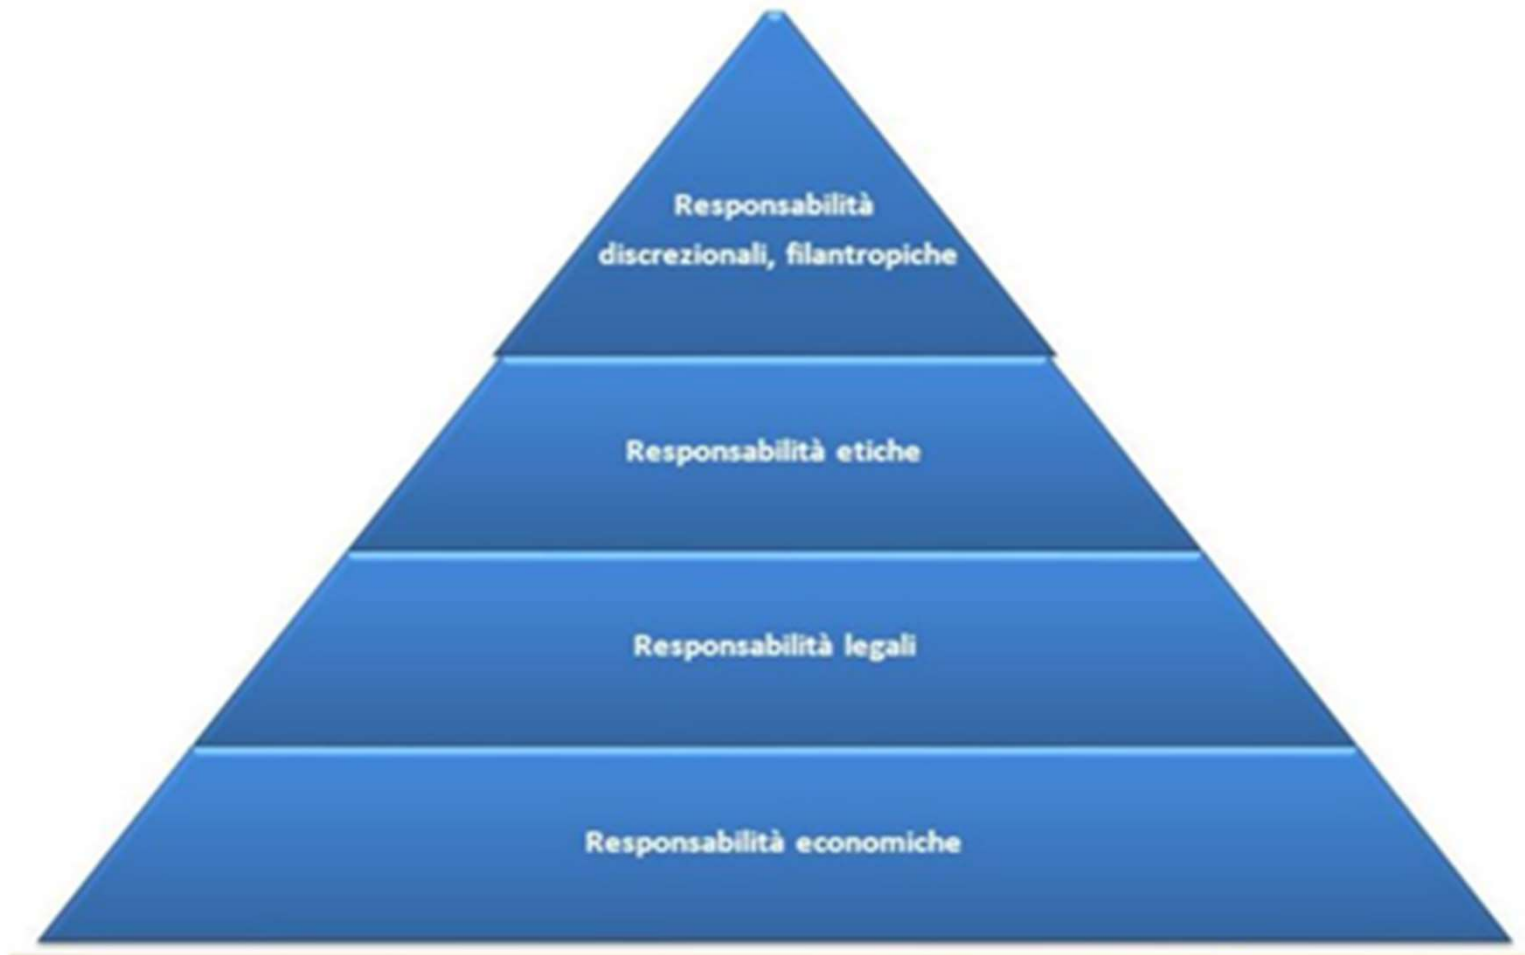 Responsabilità
discrezionali, filantropiche
Responsabilità etiche
Responsabilità legali
Responsabilità economiche